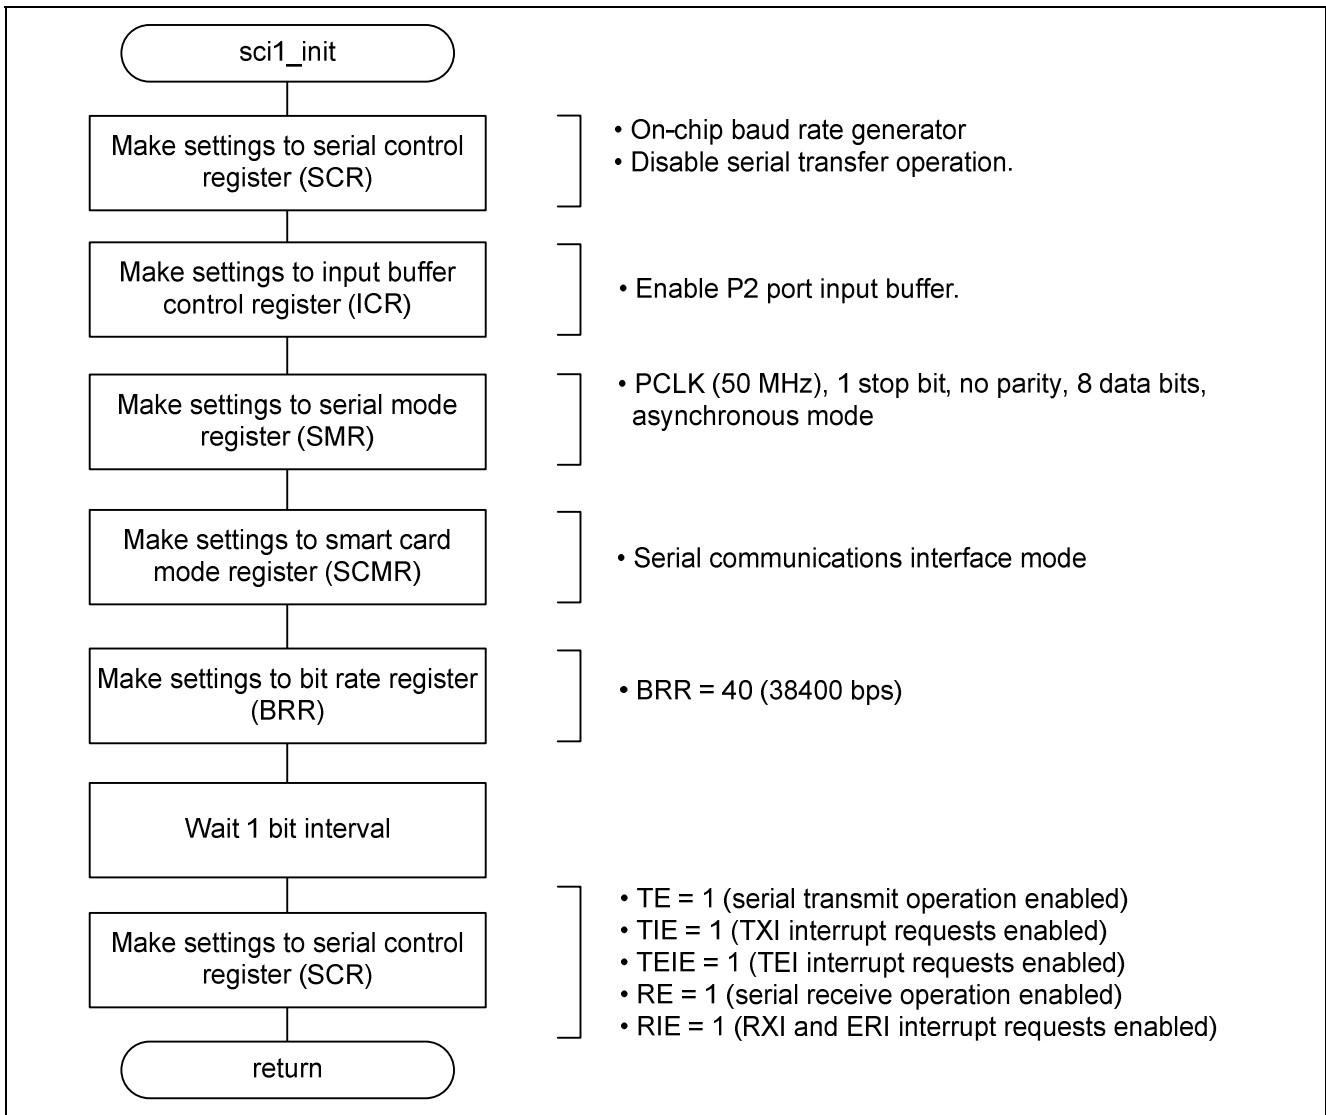 sci1_init
Make settings to serial control
register (SCR)
• On-chip baud rate generator
• Disable serial transfer operation.
Make settings to input buffer
control register (ICR)
• Enable P2 port input buffer.
Make settings to serial mode
register (SMR)
• PCLK (50 MHz), 1 stop bit, no parity, 8 data bits,
asynchronous mode
Make settings to smart card
mode register (SCMR)
• Serial communications interface mode
Make settings to bit rate register
(BRR)
• BRR = 40 (38400 bps)
Wait 1 bit interval
Make settings to serial control
register (SCR)
• TE = 1 (serial transmit operation enabled)
• TIE = 1 (TXI interrupt requests enabled)
• TEIE = 1 (TEI interrupt requests enabled)
• RE = 1 (serial receive operation enabled)
• RIE = 1 (RXI and ERI interrupt requests enabled)
return